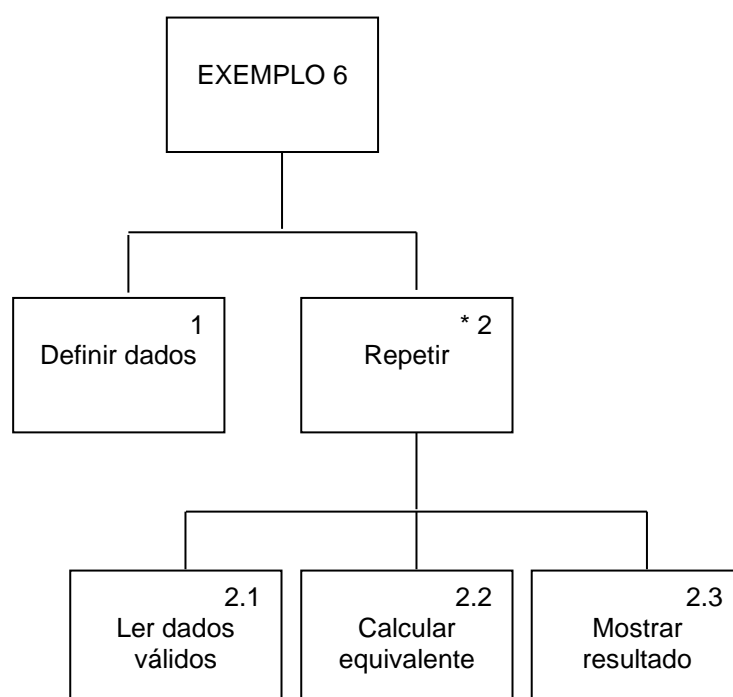 EXEMPLO 6
1
Definir dados
* 2
Repetir
2.1
Ler dados
válidos
2.2
Calcular
equivalente
2.3
Mostrar
resultado